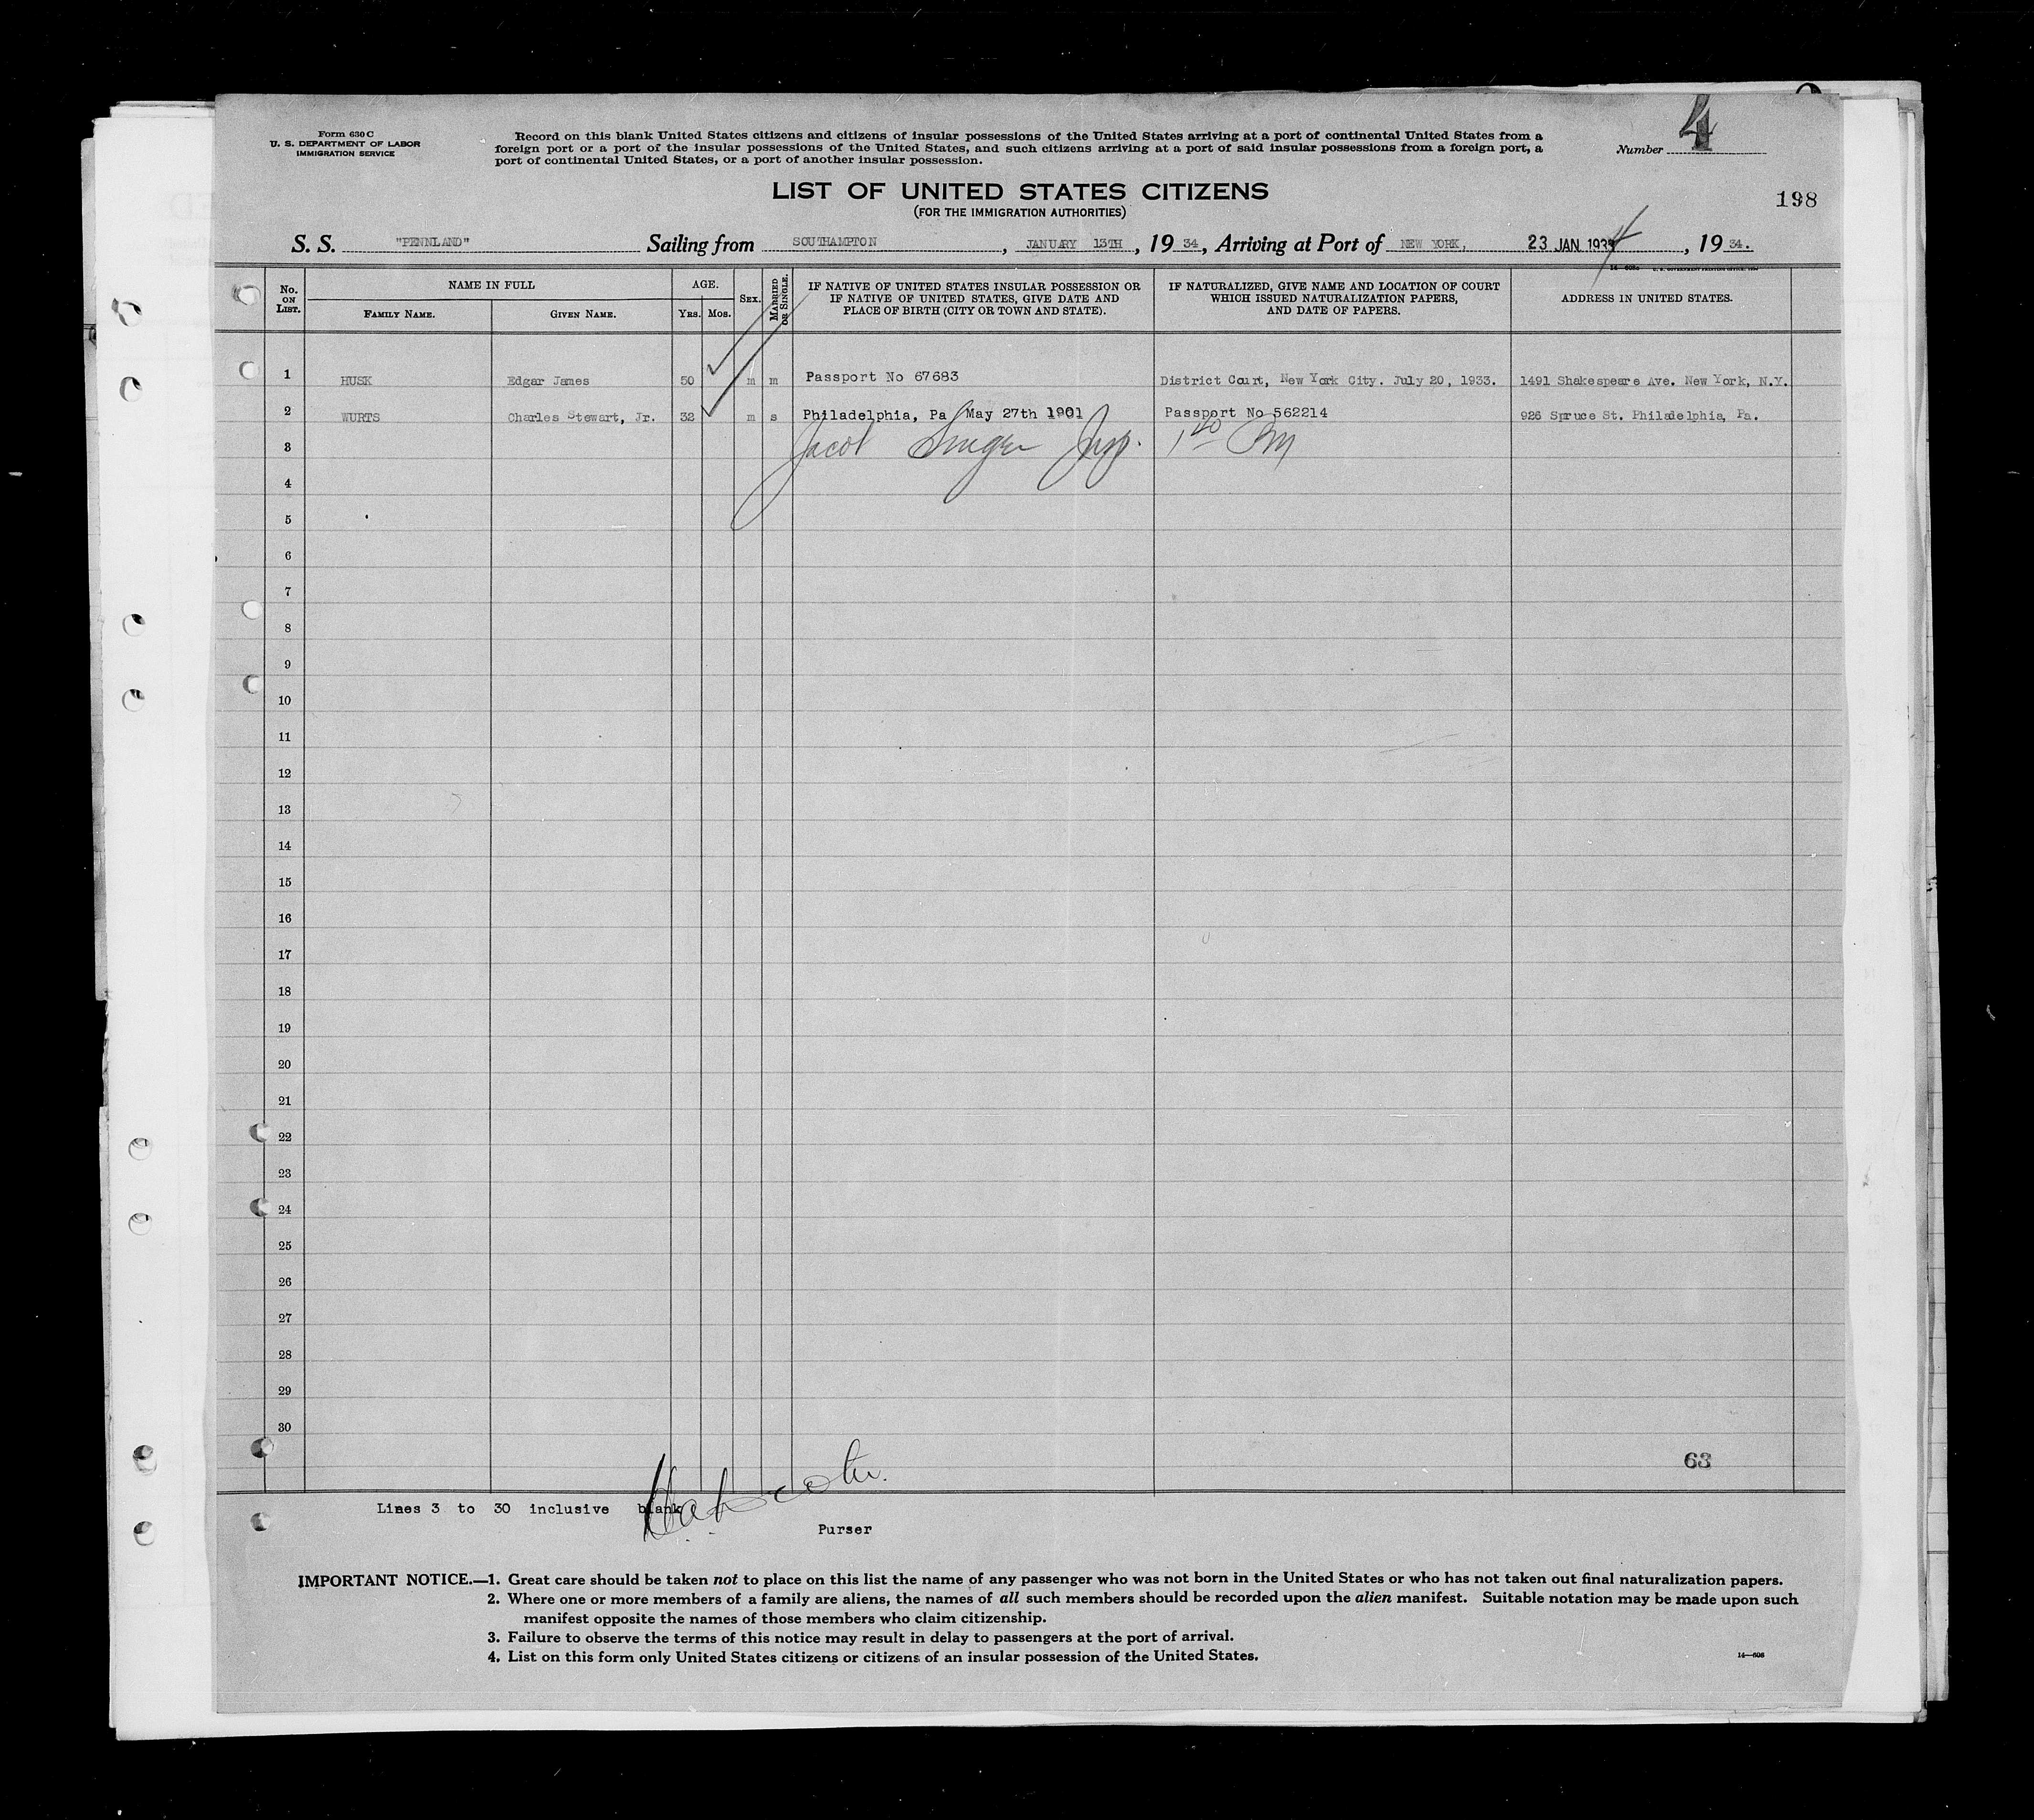 Form 630 C
U. S. DEPARTMENT OF LABOR
IMMIGRATION SERVICE
Record on this blank United States citizens and citizens of insular possessions of the United States arriving at a port of continental United States from a
foreign port or a port of the insular possessions of the United States, and such citizens arriving at a port of said insular possessions from a foreign port, a
port of continental United States, or a port of another insular possession.
Number 4
LIST OF UNITED STATES CITIZENS
(FOR THE IMMIGRATION AUTHORITIES)
198
S. S. "PENNLAND" Sailing from SOUTHAMPTON, JANUARY 13TH, 1934, Arriving at Port of NEW YORK, 23 JAN 1934, 1934.
No. on List. NAME IN FULL AGE. Sex. Married or Single. IF NATIVE OF UNITED STATES INSULAR POSSESSION OR IF NATIVE OF UNITED STATES, GIVE DATE AND PLACE OF BIRTH (CITY OR TOWN AND STATE). IF NATURALIZED, GIVE NAME AND LOCATION OF COURT WHICH ISSUED NATURALIZATION PAPERS, AND DATE OF PAPERS. ADDRESS IN UNITED STATES.
Family Name. Given Name. Yrs. Mos.
1 HUSK Edgar James 50 m m Passport No 67683 District Court, New York City. July 20, 1933. 1491 Shakespeare Ave. New York, N.Y.
2 WURTS Charles Stewart, Jr. 32 m s Philadelphia, Pa May 27th 1901 Passport No 562214 926 Spruce St. Philadelphia, Pa.
3 Jacob Singer Insp.
4
5
6
7
8
9
10
11
12
13
14
15
16
17
18
19
20
21
22
23
24
25
26
27
28
29
30
63
Lines 3 to 30 inclusive blank
Purser
IMPORTANT NOTICE.—1. Great care should be taken not to place on this list the name of any passenger who was not born in the United States or who has not taken out final naturalization papers.
2. Where one or more members of a family are aliens, the names of all such members should be recorded upon the alien manifest. Suitable notation may be made upon such
manifest opposite the names of those members who claim citizenship.
3. Failure to observe the terms of this notice may result in delay to passengers at the port of arrival.
4. List on this form only United States citizens or citizens of an insular possession of the United States.
14—608